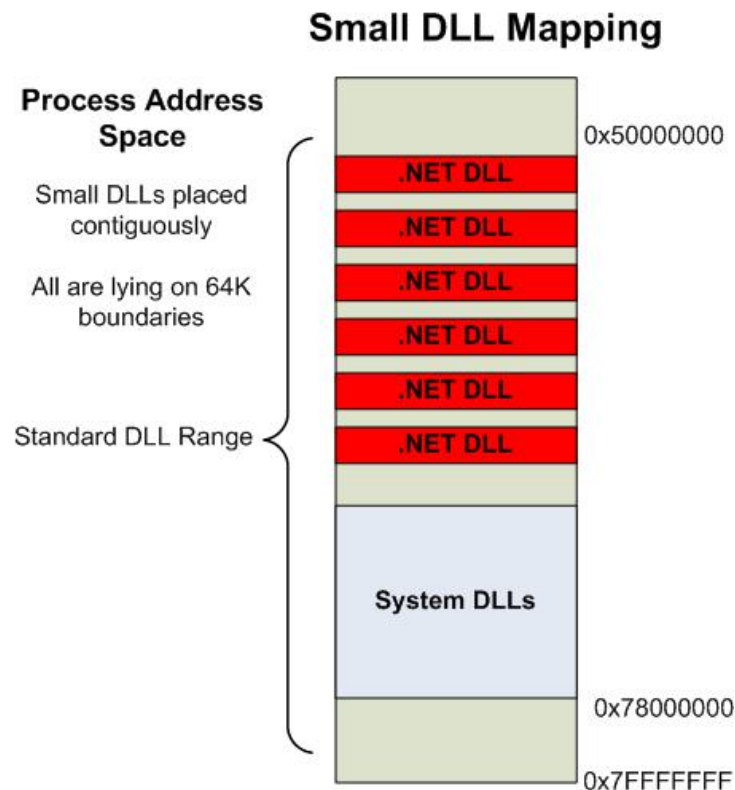 Small DLL Mapping
Process Address
Space
0x50000000
Small DLLs placed
contiguously
All are lying on 64K
boundaries
Standard DLL Range
.NET DLL
.NET DLL
.NET DLL
.NET DLL
.NET DLL
.NET DLL
System DLLs
0x78000000
0x7FFFFFFF